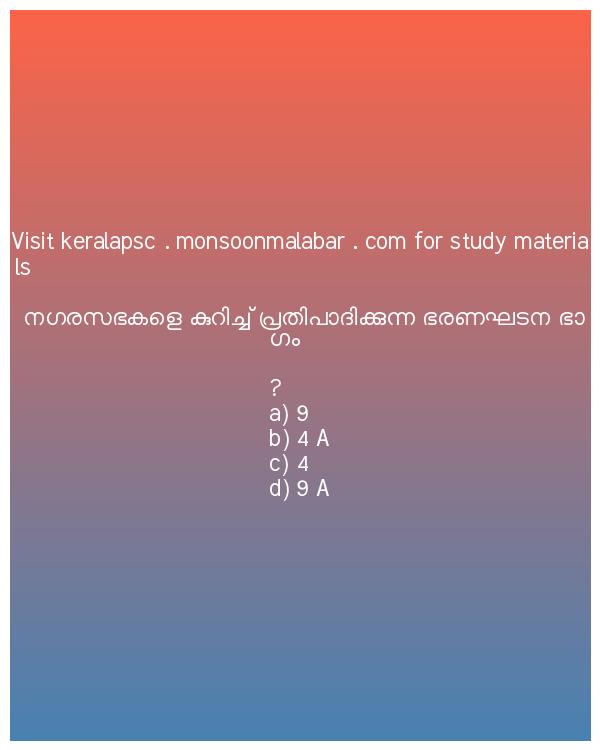 Visit keralapsc . monsoonmalabar . com for study materia
ls
നഗരസഭകളെ കുറിച്ച് പ്രതിപാദിക്കുന്ന ഭരണഘടന ഭാ
ഗം
?
a) 9
b) 4 A
c) 4
d) 9 A